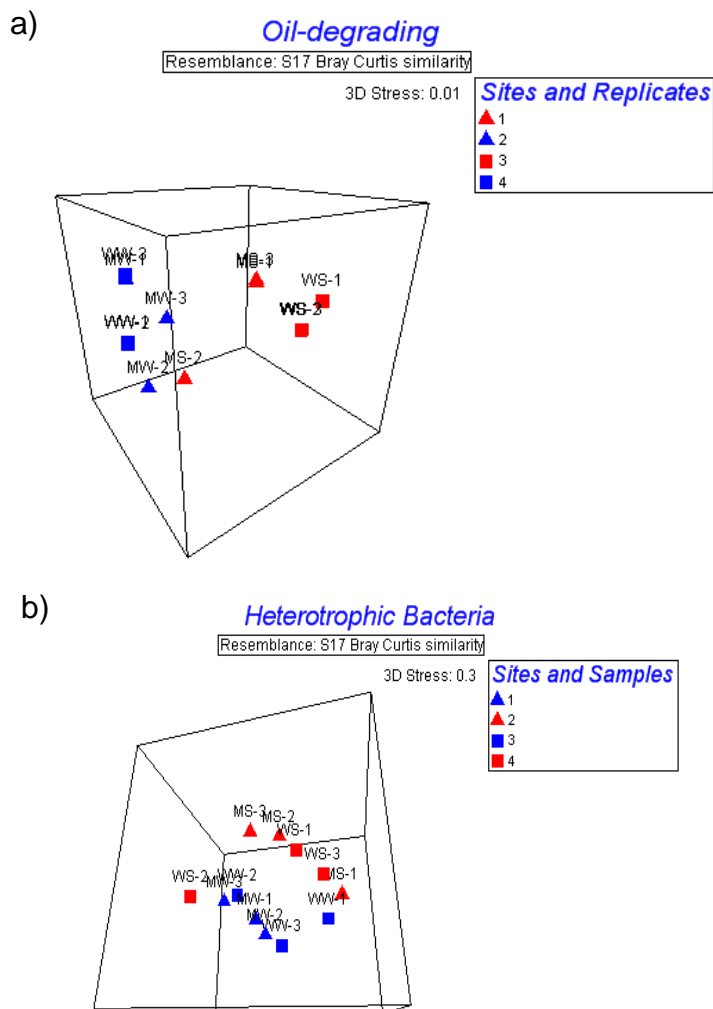 a)
Oil-degrading
Resemblance: S17 Bray Curtis similarity
3D Stress: 0.01
Sites and Replicates
1
2
3
4
MS-3
WS-1
MW-3
MS-2
MW-2
b)
Heterotrophic Bacteria
Resemblance: S17 Bray Curtis similarity
3D Stress: 0.3
Sites and Samples
1
2
3
4
MS-3
MS-2
WS-1
WS-3
WS-2
WW-2
MS-1
MW-3
MW-1
WW-1
MW-2
WW-3